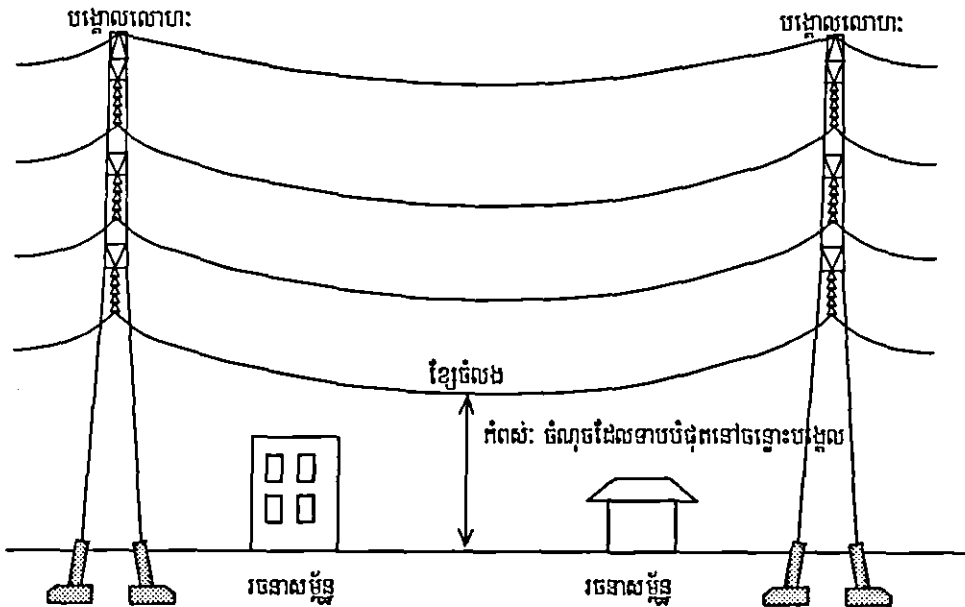 បង្គោលលោហៈ
បង្គោលលោហៈ
ខ្សែចំលង
កំពស់: ចំណុចដែលទាបបំផុតនៅចន្លោះបង្គោល
រចនាសម្ព័ន្ធ
រចនាសម្ព័ន្ធ